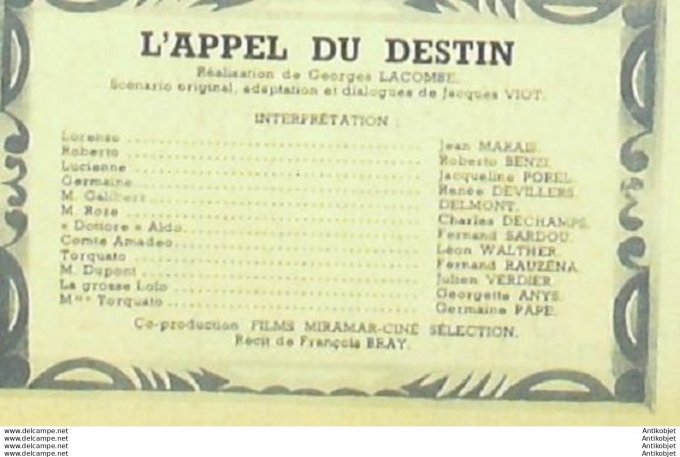 L'APPEL DU DESTIN
Réalisation de Georges LACOMBE.
Scénario original, adaptation et dialogues de Jacques VIOT.
INTERPRÉTATION :
Lorenzo .......... Jean MARAIS.
Roberto .......... Roberto BENZI.
Lucienne .......... Jacqueline POREL.
Germaine .......... Renée DEVILLERS.
M. Galibert .......... DELMONT.
M. Rose .......... Charles DECHAMPS.
« Dottore » Aldo .......... Fernand SARDOU.
Comte Amadeo .......... Léon WALTHER.
Torquato .......... Fernand RAUZÉNA.
M. Dupont .......... Julien VERDIER.
La grosse Lolo .......... Georgette ANYS.
Mme Torquato .......... Germaine PAPE.
Co-production FILMS MIRAMAR-CINÉ SÉLECTION.
Récit de François BRAY.
www.delcampe.net Antikobjet
www.delcampe.net Antikobjet
www.delcampe.net Antikobjet
www.delcampe.net Antikobjet